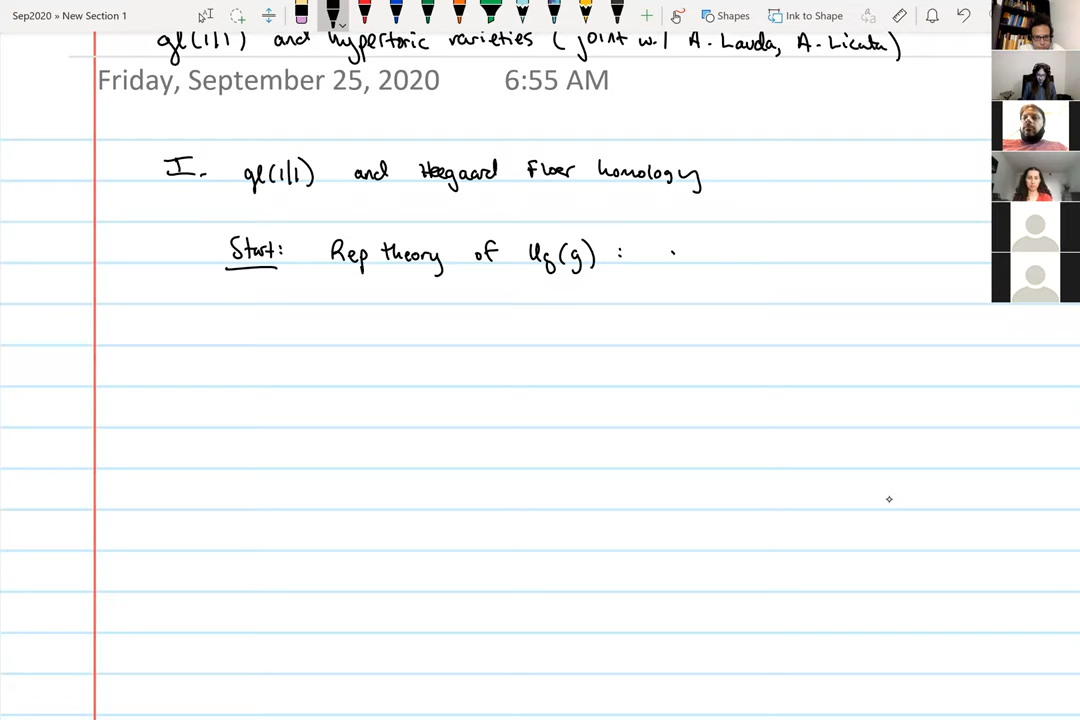 Sep2020 » New Section 1
Shapes
Ink to Shape
gl(1|1) and hypertoric varieties (joint w/ A. Lauda, A. Licata)
Friday, September 25, 2020 6:55 AM
I. gl(1|1) and Heegaard Floer homology
Start: Rep theory of Uq(g) :